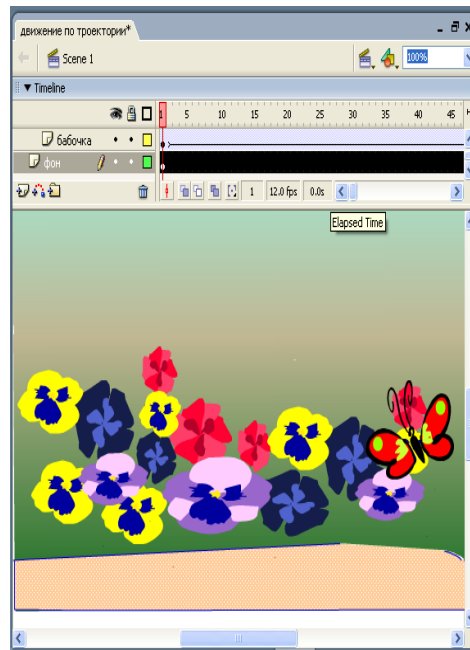 движение по троектории*
Scene 1
100%
Timeline
1 5 10 15 20 25 30 35 40 45
бабочка
фон
1 12.0 fps 0.0s
Elapsed Time